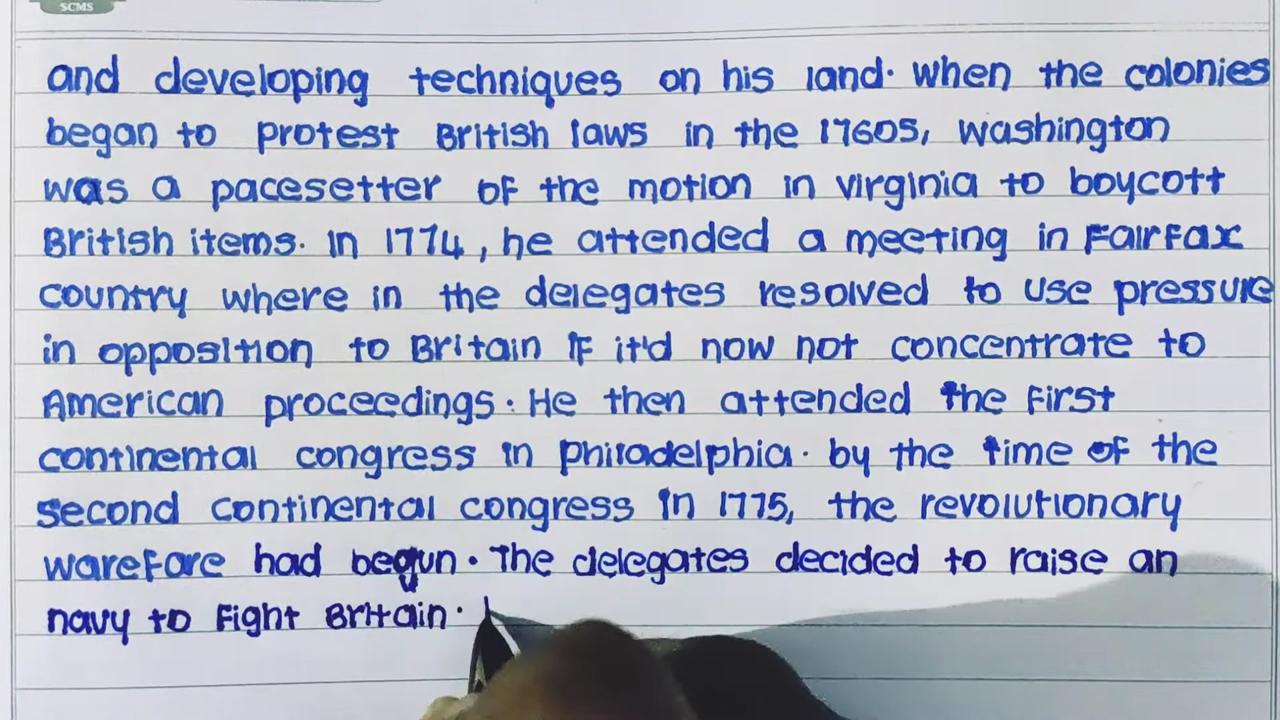 SCMS
and developing techniques on his land. When the colonies
began to protest British laws in the 1760s, Washington
was a pacesetter of the motion in virginia to boycott
British items. In 1774, he attended a meeting in Fairfax
country where in the delegates resolved to use pressure
in opposition to Britain if it'd now not concentrate to
American proceedings. He then attended the first
continental congress in philadelphia. by the time of the
second continental congress in 1775, the revolutionary
warefare had begun. The delegates decided to raise an
navy to fight Britain.